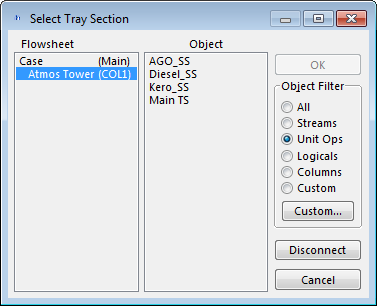 Select Tray Section
Flowsheet
Object
Case (Main)
Atmos Tower (COL1)
AGO_SS
Diesel_SS
Kero_SS
Main TS
OK
Object Filter
All
Streams
Unit Ops
Logicals
Columns
Custom
Custom...
Disconnect
Cancel